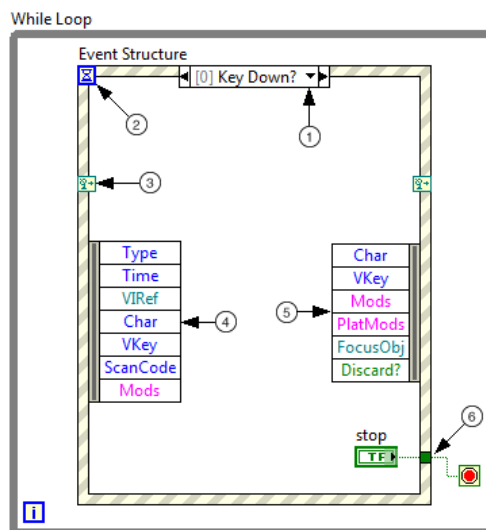 While Loop
Event Structure
[0] Key Down?
1
2
3
Type
Time
VIRef
Char
VKey
ScanCode
Mods
4
5
Char
VKey
Mods
PlatMods
FocusObj
Discard?
6
stop
TF
i